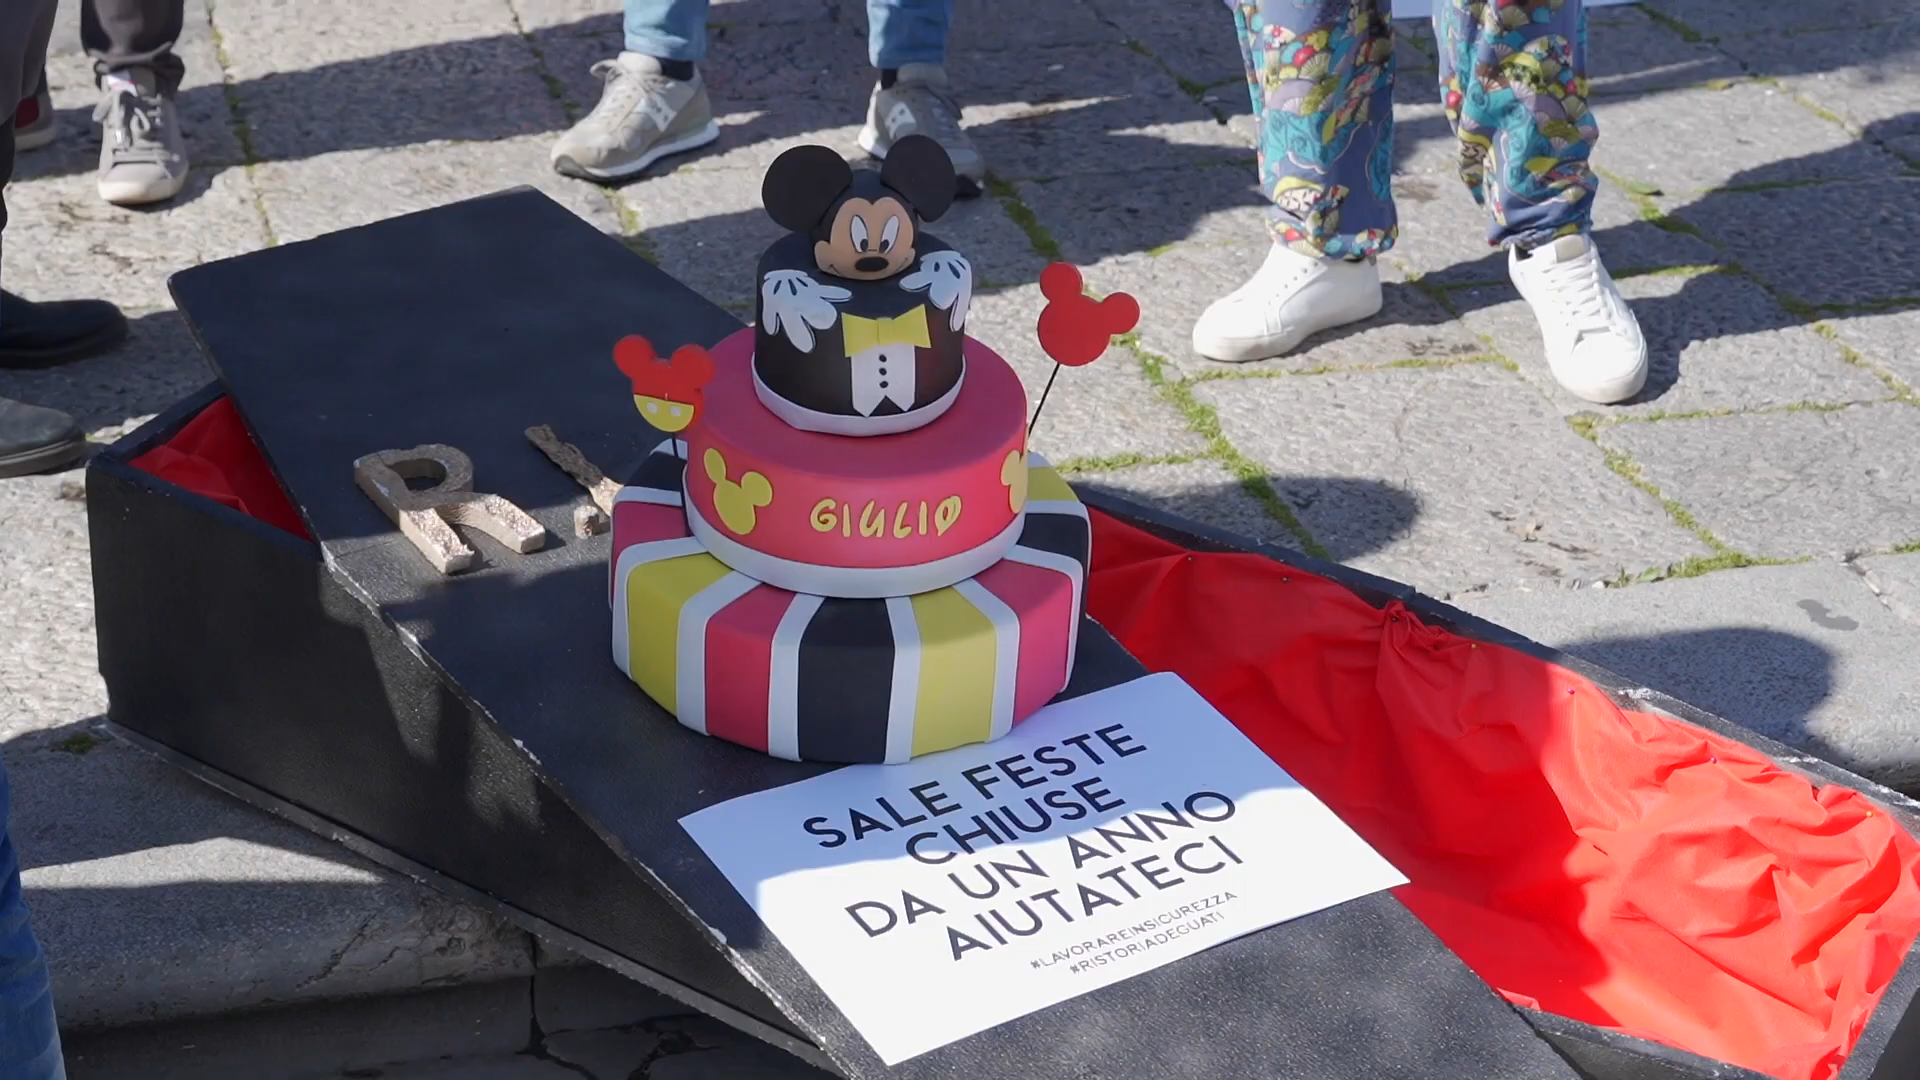 R.I
GIULIO
SALE FESTE
CHIUSE
DA UN ANNO
AIUTATECI
#LAVORAREINSICUREZZA
#RISTORIADEGUATI